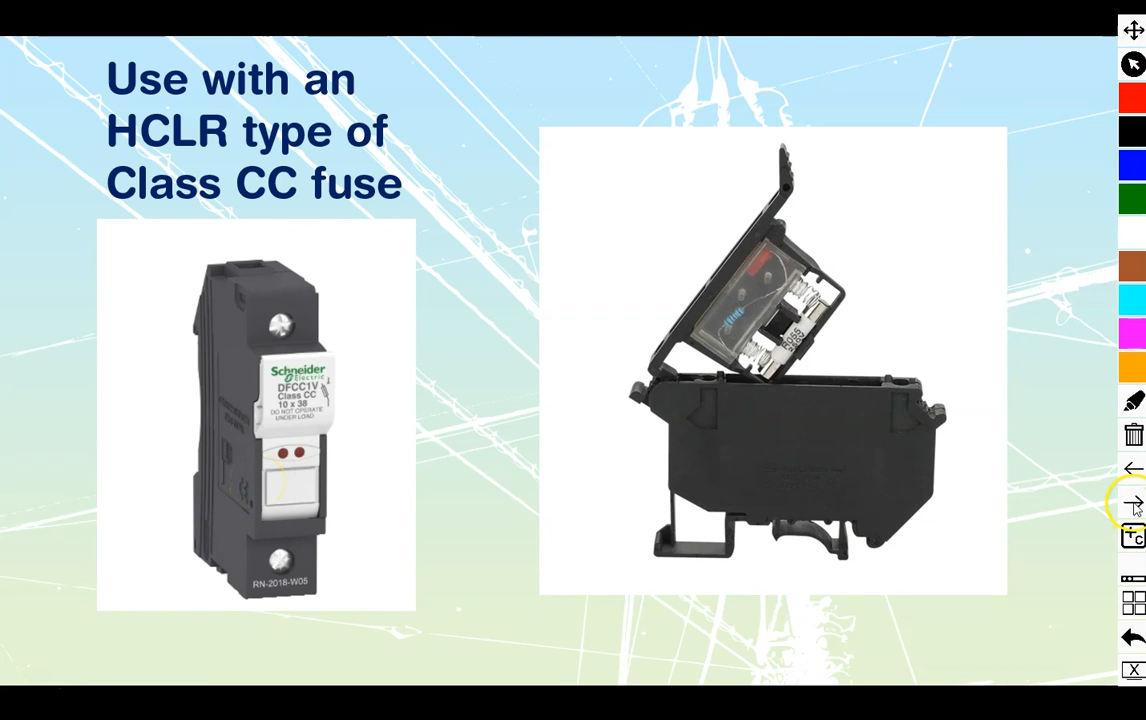 Use with an
HCLR type of
Class CC fuse
Schneider
Electric
DFCC1V
Class CC
10 x 38
DO NOT OPERATE
UNDER LOAD
RN-2018-W05
C
X